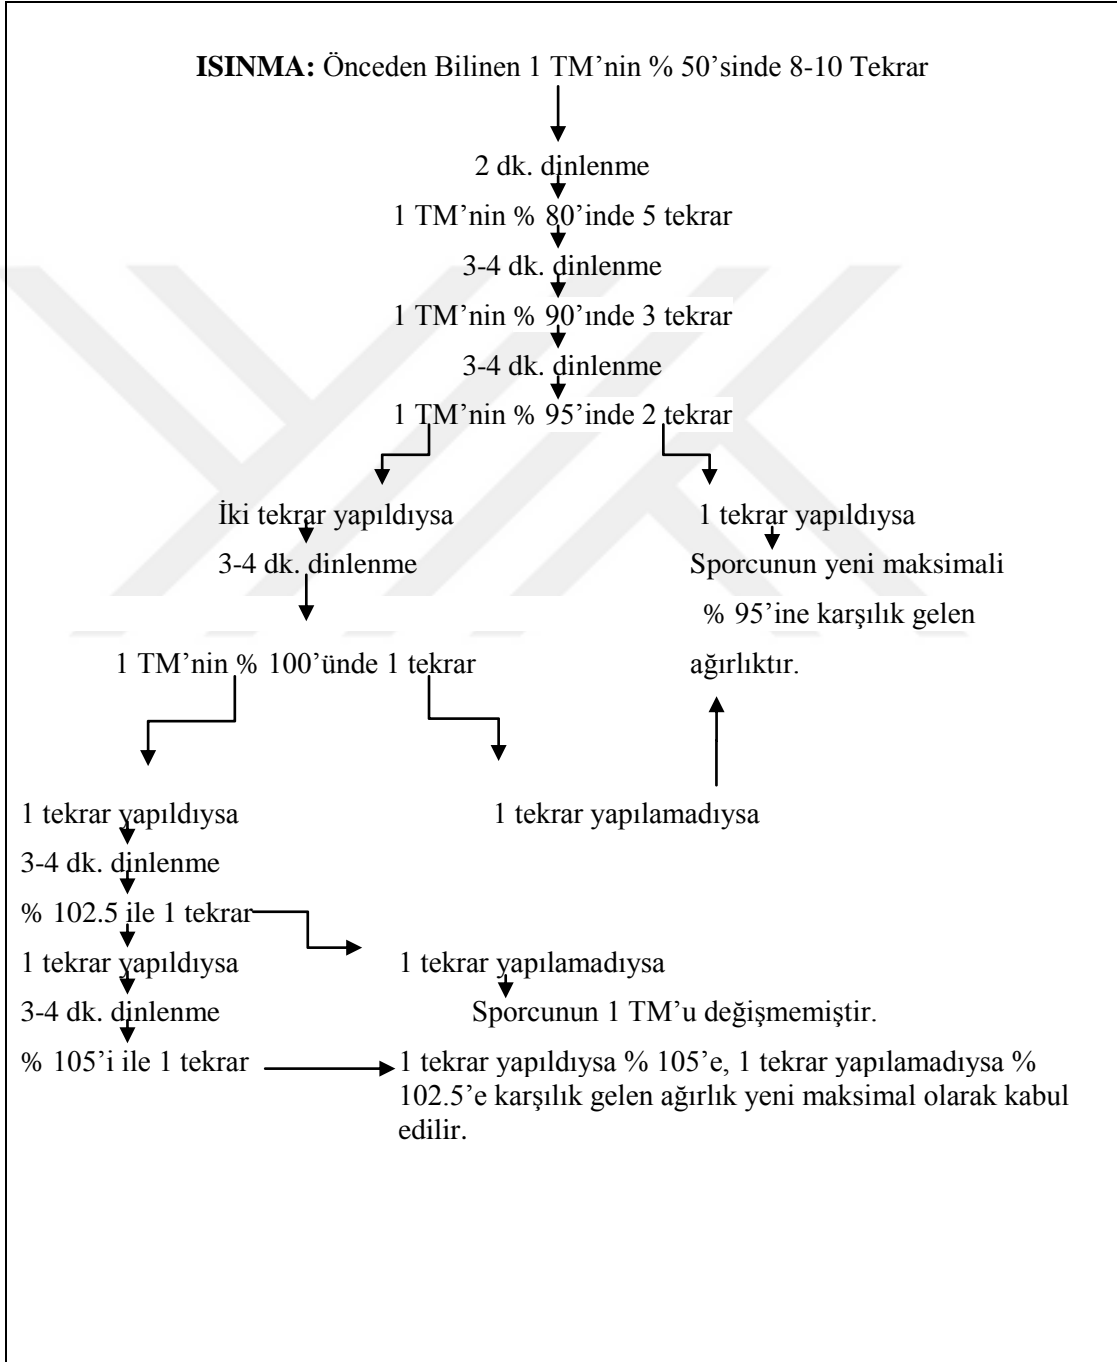 ISINMA: Önceden Bilinen 1 TM’nin % 50’sinde 8-10 Tekrar
2 dk. dinlenme
1 TM’nin % 80’inde 5 tekrar
3-4 dk. dinlenme
1 TM’nin % 90’ında 3 tekrar
3-4 dk. dinlenme
1 TM’nin % 95’inde 2 tekrar
İki tekrar yapıldıysa
3-4 dk. dinlenme
1 tekrar yapıldıysa
Sporcunun yeni maksimali
% 95’ine karşılık gelen
ağırlıktır.
1 TM’nin % 100’ünde 1 tekrar
1 tekrar yapıldıysa
3-4 dk. dinlenme
% 102.5 ile 1 tekrar
1 tekrar yapıldıysa
3-4 dk. dinlenme
% 105’i ile 1 tekrar
1 tekrar yapılamadıysa
1 tekrar yapılamadıysa
Sporcunun 1 TM’u değişmemiştir.
1 tekrar yapıldıysa % 105’e, 1 tekrar yapılamadıysa %
102.5’e karşılık gelen ağırlık yeni maksimal olarak kabul
edilir.